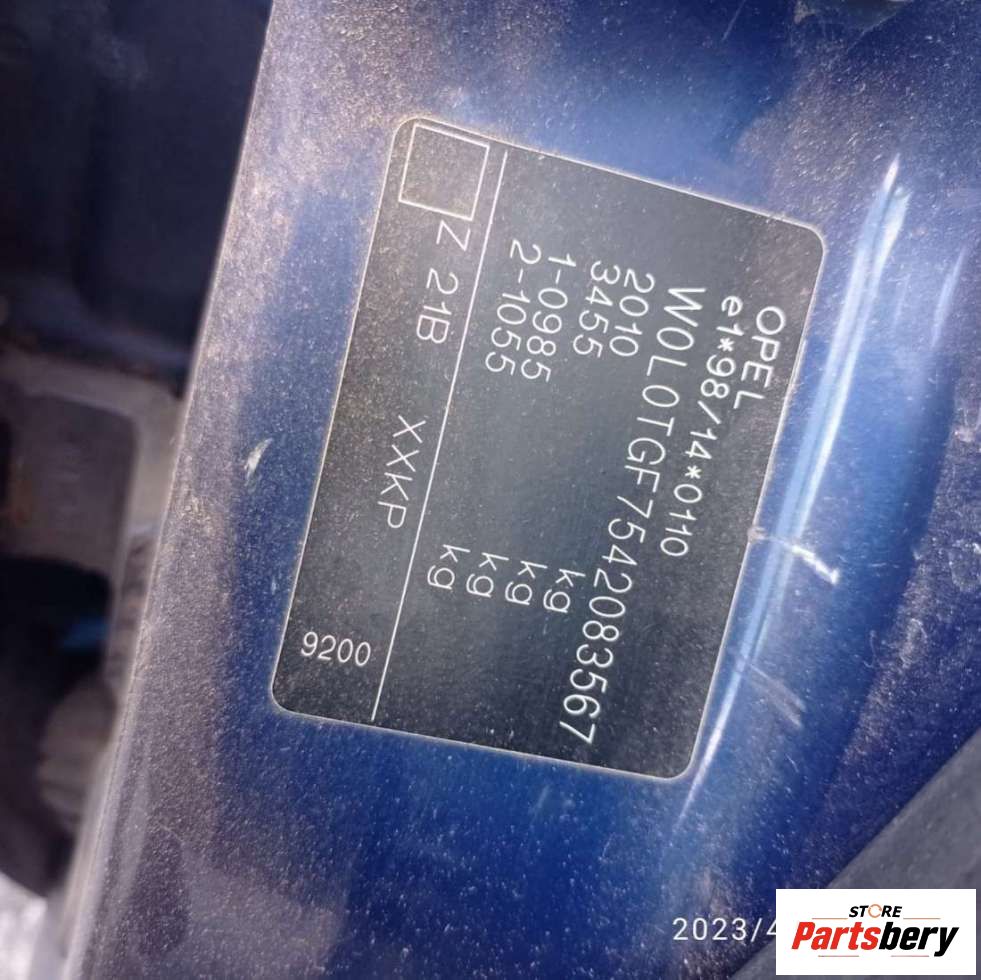 OPEL
e1*98/14*0110
W0L0TGF7542083567
2010 kg
3455 kg
1-0985 kg
2-1055 kg
Z 21B XXKP 9200
2023/4
STORE
Partsbery